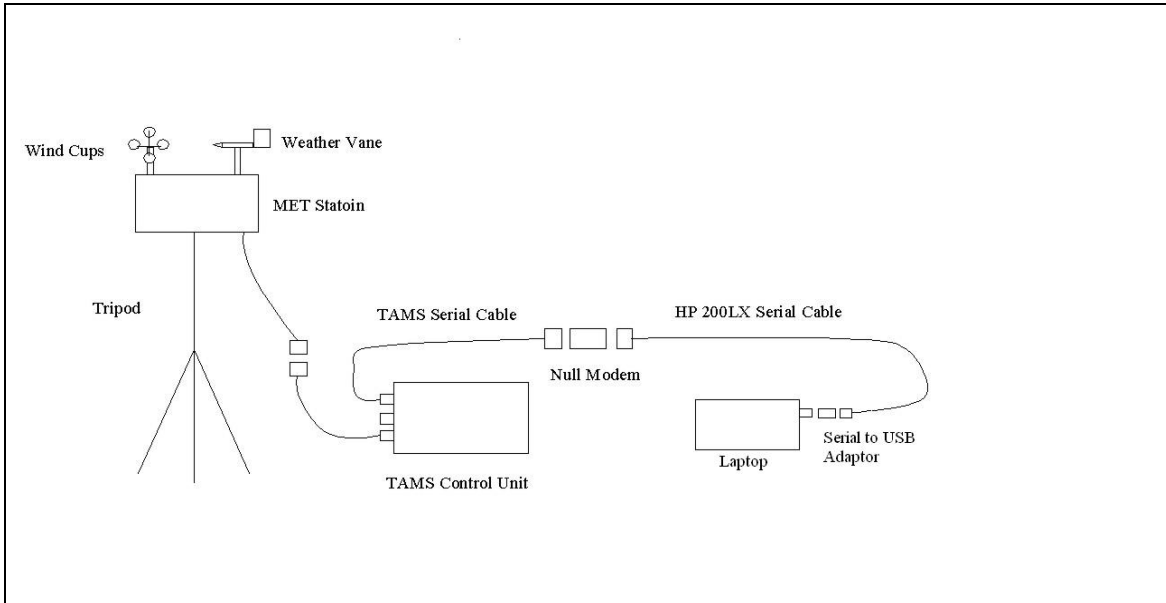 Wind Cups
Weather Vane
MET Statoin
Tripod
TAMS Serial Cable
HP 200LX Serial Cable
Null Modem
Serial to USB
Adaptor
Laptop
TAMS Control Unit